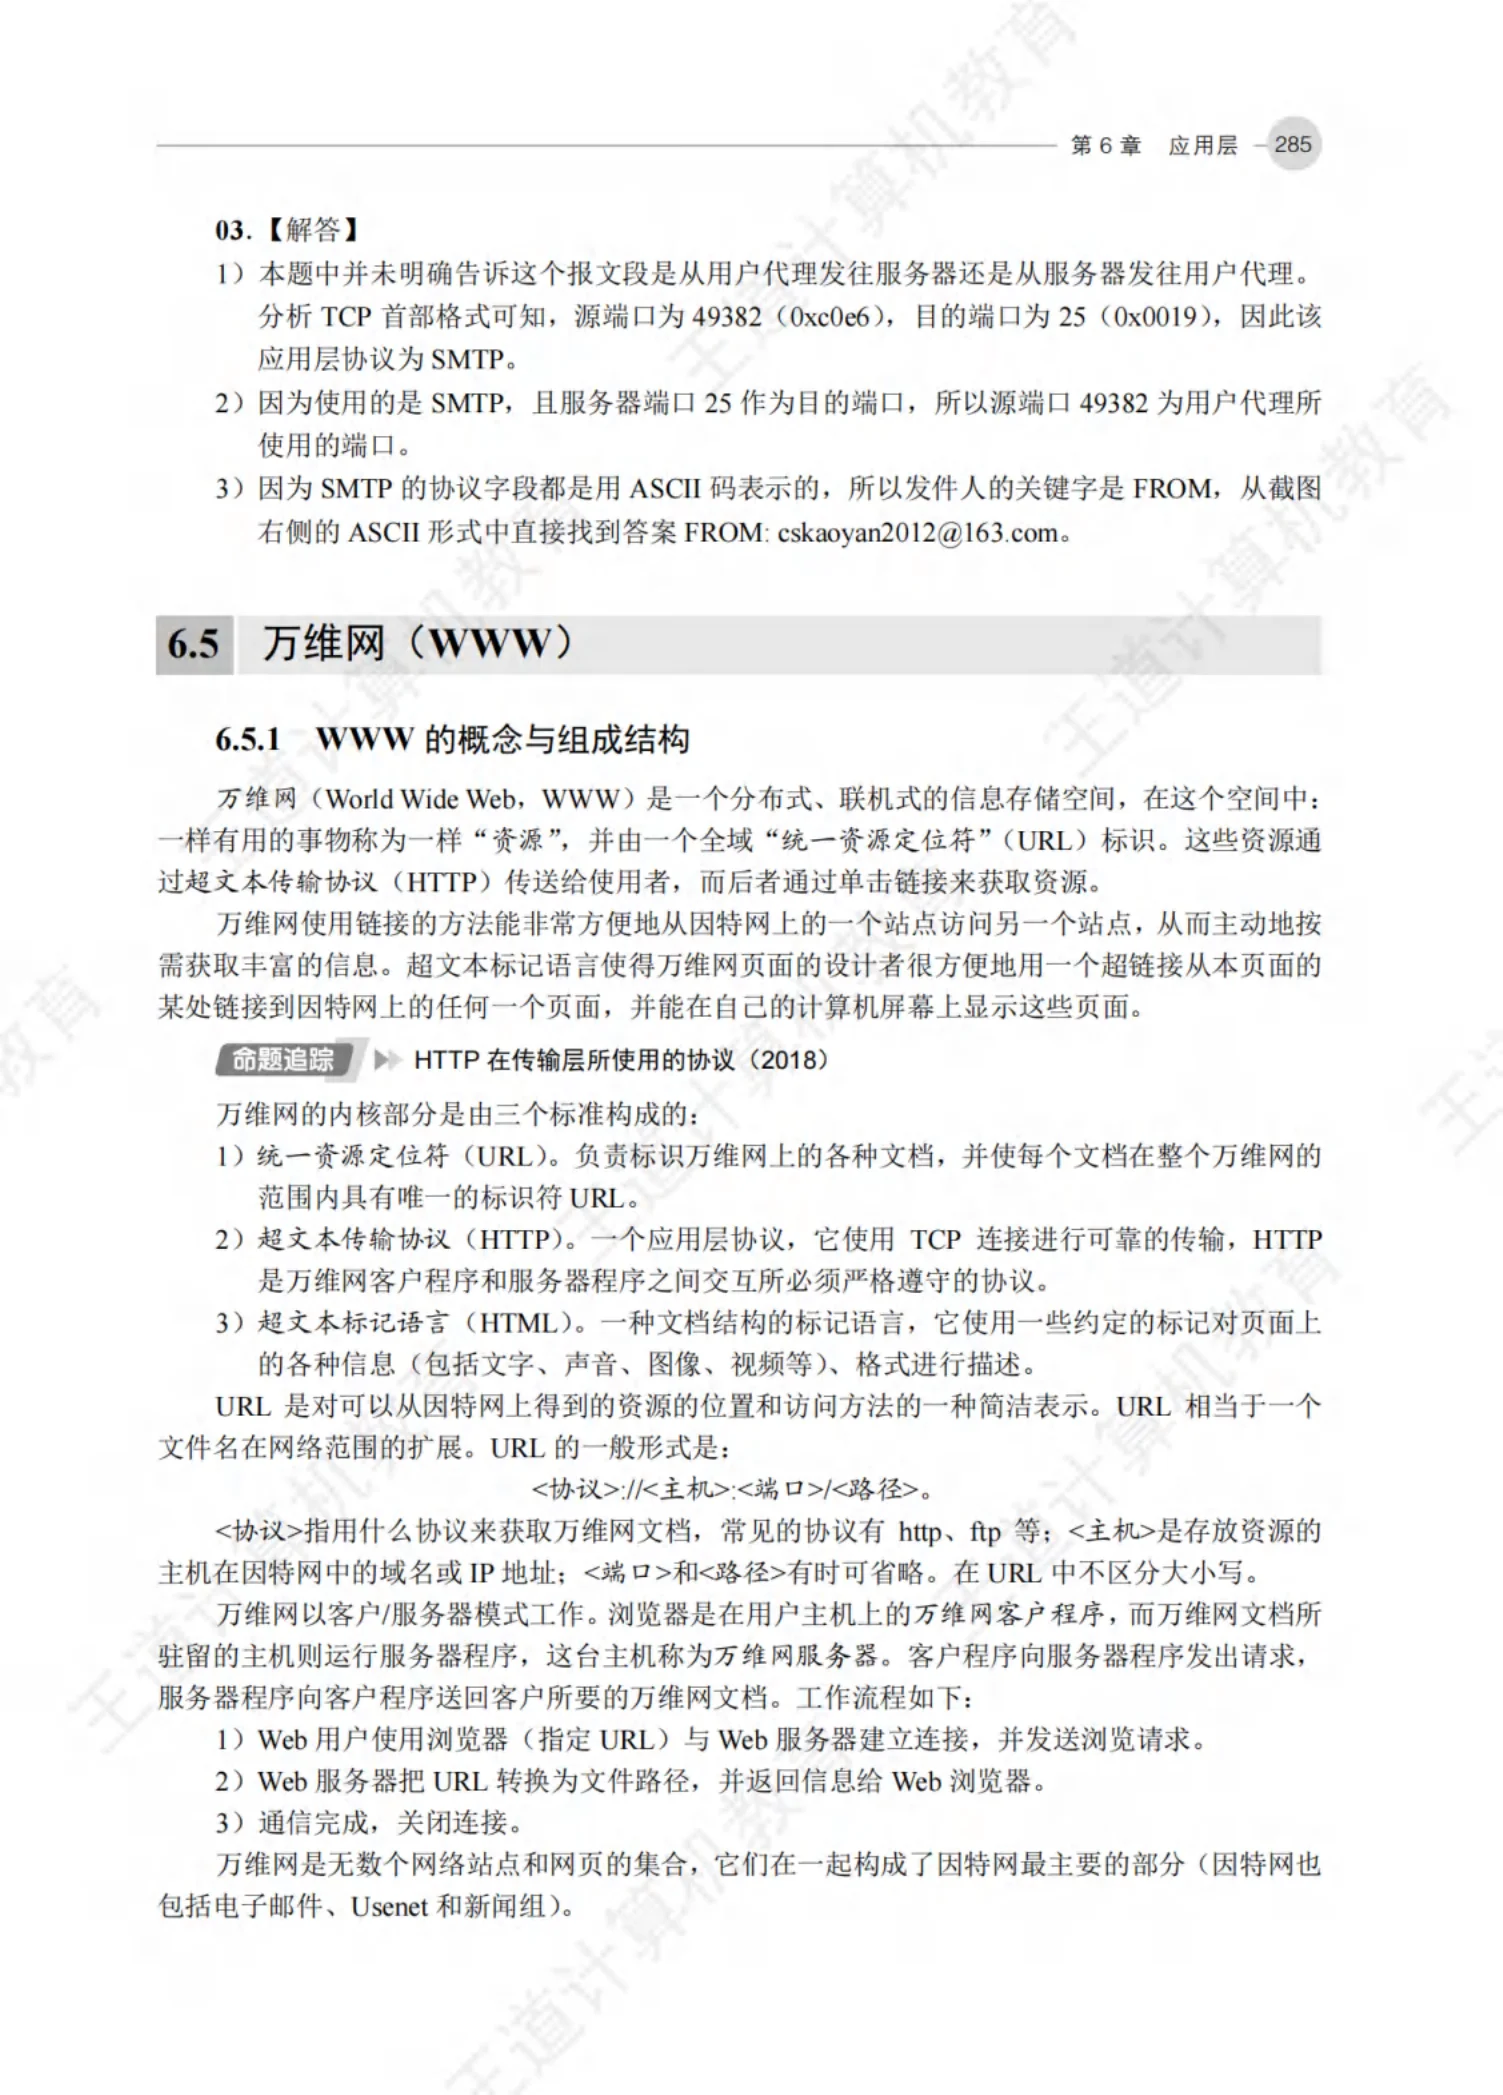 第 6 章 应用层 285
03.【解答】
1）本题中并未明确告诉这个报文段是从用户代理发往服务器还是从服务器发往用户代理。
分析 TCP 首部格式可知，源端口为 49382（0xc0e6），目的端口为 25（0x0019），因此该
应用层协议为 SMTP。
2）因为使用的是 SMTP，且服务器端口 25 作为目的端口，所以源端口 49382 为用户代理所
使用的端口。
3）因为 SMTP 的协议字段都是用 ASCII 码表示的，所以发件人的关键字是 FROM，从截图
右侧的 ASCII 形式中直接找到答案 FROM: cskaoyan2012@163.com。
6.5 万维网（WWW）
6.5.1 WWW 的概念与组成结构
万维网（World Wide Web，WWW）是一个分布式、联机式的信息存储空间，在这个空间中：
一样有用的事物称为一样“资源”，并由一个全域“统一资源定位符”（URL）标识。这些资源通
过超文本传输协议（HTTP）传送给使用者，而后者通过单击链接来获取资源。
万维网使用链接的方法能非常方便地从因特网上的一个站点访问另一个站点，从而主动地按
需获取丰富的信息。超文本标记语言使得万维网页面的设计者很方便地用一个超链接从本页面的
某处链接到因特网上的任何一个页面，并能在自己的计算机屏幕上显示这些页面。
命题追踪 HTTP 在传输层所使用的协议（2018）
万维网的内核部分是由三个标准构成的：
1）统一资源定位符（URL）。负责标识万维网上的各种文档，并使每个文档在整个万维网的
范围内具有唯一的标识符 URL。
2）超文本传输协议（HTTP）。一个应用层协议，它使用 TCP 连接进行可靠的传输，HTTP
是万维网客户程序和服务器程序之间交互所必须严格遵守的协议。
3）超文本标记语言（HTML）。一种文档结构的标记语言，它使用一些约定的标记对页面上
的各种信息（包括文字、声音、图像、视频等）、格式进行描述。
URL 是对可以从因特网上得到的资源的位置和访问方法的一种简洁表示。URL 相当于一个
文件名在网络范围的扩展。URL 的一般形式是：
<协议>://<主机>:<端口>/<路径>。
<协议>指用什么协议来获取万维网文档，常见的协议有 http、ftp 等；<主机>是存放资源的
主机在因特网中的域名或 IP 地址；<端口>和<路径>有时可省略。在 URL 中不区分大小写。
万维网以客户/服务器模式工作。浏览器是在用户主机上的万维网客户程序，而万维网文档所
驻留的主机则运行服务器程序，这台主机称为万维网服务器。客户程序向服务器程序发出请求，
服务器程序向客户程序送回客户所要的万维网文档。工作流程如下：
1）Web 用户使用浏览器（指定 URL）与 Web 服务器建立连接，并发送浏览请求。
2）Web 服务器把 URL 转换为文件路径，并返回信息给 Web 浏览器。
3）通信完成，关闭连接。
万维网是无数个网络站点和网页的集合，它们在一起构成了因特网最主要的部分（因特网也
包括电子邮件、Usenet 和新闻组）。
王道计算机教育